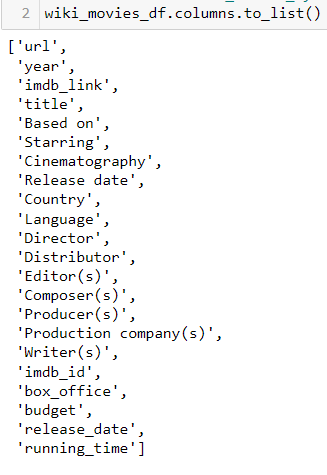 2 wiki_movies_df.columns.to_list()
['url',
'year',
'imdb_link',
'title',
'Based on',
'Starring',
'Cinematography',
'Release date',
'Country',
'Language',
'Director',
'Distributor',
'Editor(s)',
'Composer(s)',
'Producer(s)',
'Production company(s)',
'Writer(s)',
'imdb_id',
'box_office',
'budget',
'release_date',
'running_time']